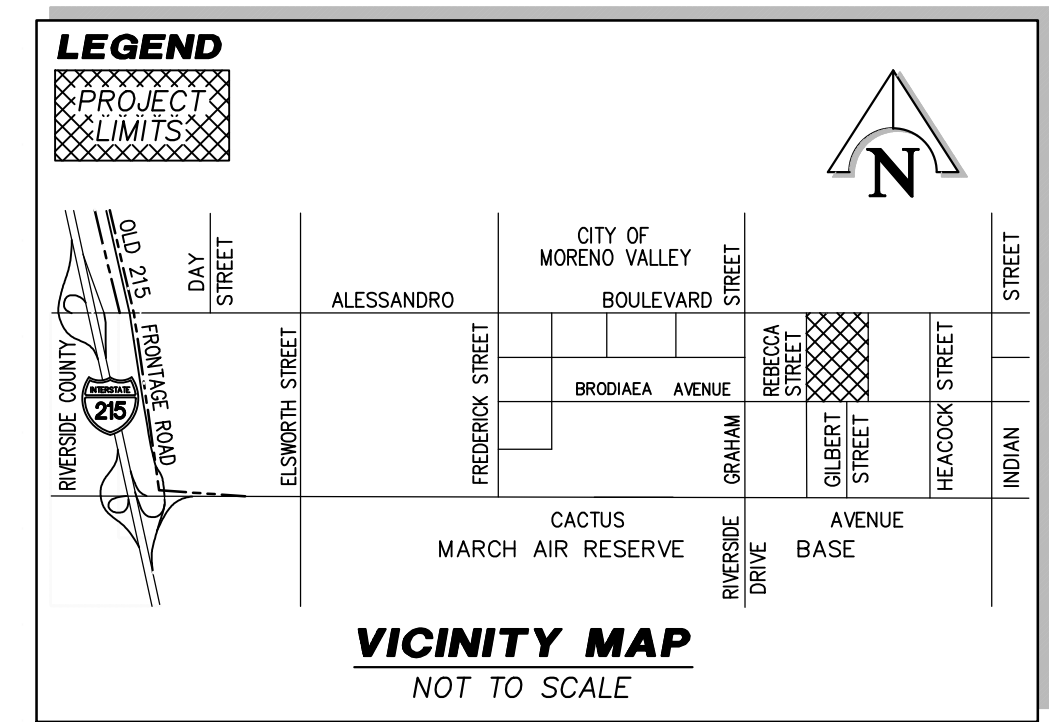 LEGEND
PROJECT
LIMITS
N
OLD 215 FRONTAGE ROAD
DAY
STREET
CITY OF
MORENO VALLEY
STREET
STREET
ALESSANDRO
BOULEVARD
RIVERSIDE COUNTY
INTERSTATE
215
ELSWORTH STREET
FREDERICK STREET
BRODIAEA AVENUE
REBECCA
STREET
GRAHAM
GILBERT
STREET
HEACOCK STREET
INDIAN
CACTUS
AVENUE
MARCH AIR RESERVE
BASE
RIVERSIDE
DRIVE
VICINITY MAP
NOT TO SCALE